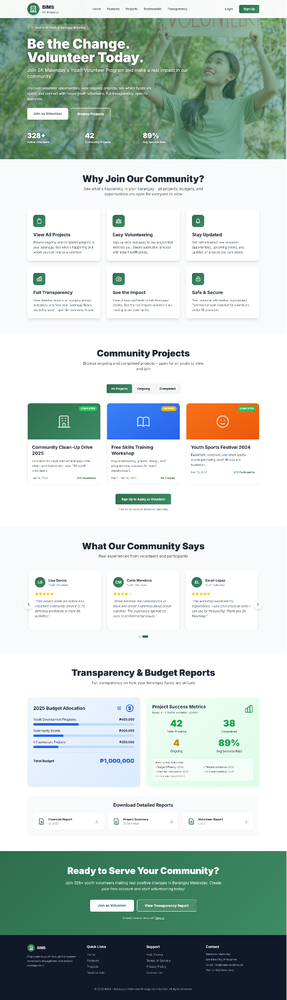 BIMS
SK Malanday
Home
Features
Projects
Testimonials
Transparency
Login
Sign Up
VOLUNTEER
Open to All Youth of Barangay Malanday
Be the Change.
Volunteer Today.
Join SK Malanday's Youth Volunteer Program and make a real impact in our
community
Discover volunteer opportunities, view ongoing projects, see where funds are
spent, and connect with fellow youth volunteers. Full transparency, open to
everyone.
Join as Volunteer
Browse Projects
328+
Active Volunteers
42
Community Projects
89%
Avg Success Rate
Why Join Our Community?
See what's happening in your barangay - all projects, budgets, and
opportunities are open for everyone to view
View All Projects
Browse ongoing and completed projects in
your barangay. See what's happening and
where you can help as a volunteer.
Easy Volunteering
Sign up once and apply to any project that
interests you. Simple application process
with instant notifications.
Stay Updated
Get notified about new volunteer
opportunities, upcoming events, and
updates on projects you care about.
Full Transparency
View detailed reports on budgets, project
outcomes, and how your barangay funds
are being used - open for everyone to see.
See the Impact
View photos and testimonials from past
events. See the real impact volunteers are
making in our community.
Safe & Secure
Your personal information is protected.
Parental consent required for volunteers
under 18 years old.
Community Projects
Browse ongoing and completed projects - open for all youth to view
and join
All Projects
Ongoing
Completed
COMPLETED
Community Clean-Up Drive
2025
Successfully organized a barangay-wide
clean-up initiative with over 150 youth
volunteers.
Jan 15, 2025
156 Volunteers
ONGOING
Free Skills Training
Workshop
Digital marketing, graphic design, and
programming courses for youth
development.
Feb 1 - Mar 15, 2025
89 Enrolled
COMPLETED
Youth Sports Festival 2024
Basketball, volleyball, and other sports
events promoting youth fitness and
teamwork.
Dec 10, 2024
243 Participants
Sign Up to Apply as Volunteer
Free for all youth of Barangay Malanday
What Our Community Says
Real experiences from volunteers and participants
LG
Lisa Garcia
Youth Volunteer
"This project made me realize how
important community service is. I'll
definitely participate in more SK
activities!"
CM
Carlo Mendoza
Youth Volunteer
"Great initiative! We collected tons of
trash and raised awareness about ocean
pollution. The experience opened my
eyes to environmental issues."
SL
Sarah Lopez
Youth Volunteer
"The workshop exceeded my
expectations. I now have practical skills I
can use for freelancing. Thank you SK
Malanday!"
Transparency & Budget Reports
Full transparency on how your barangay funds are utilized
2025 Budget Allocation
Youth Development Programs
₱450,000
Community Events
₱300,000
Infrastructure Projects
₱250,000
Total Budget
₱1,000,000
Project Success Metrics
Based on 5-factor evaluation system
42
Total Projects
38
Completed
4
Ongoing
89%
Avg Success Rate
Success Rate Calculation:
• Budget Efficiency (25%)
• Timeline Adherence (20%)
• Volunteer Participation (20%)
• Volunteer Feedback (15%)
• Community Impact (20%)
Download Detailed Reports
Financial Report
Q1 2025
Project Summary
2024 Annual
Volunteer Report
Latest
Ready to Serve Your Community?
Join 328+ youth volunteers making real positive changes in Barangay Malanday. Create
your free account and start volunteering today!
Join as Volunteer
View Transparency Report
Already have an account? Sign in
BIMS
Empowering youth through transparent
community engagement and project
management.
Quick Links
Home
Features
Projects
Testimonials
Support
Help Center
Terms of Service
Privacy Policy
Contact Us
Contact
Barangay Malanday
Marikina City, Philippines
Email: info@malandaybims.ph
Phone: (02) 8xxx-xxxx
© 2025 BIMS - Barangay Information Management System. All rights reserved.